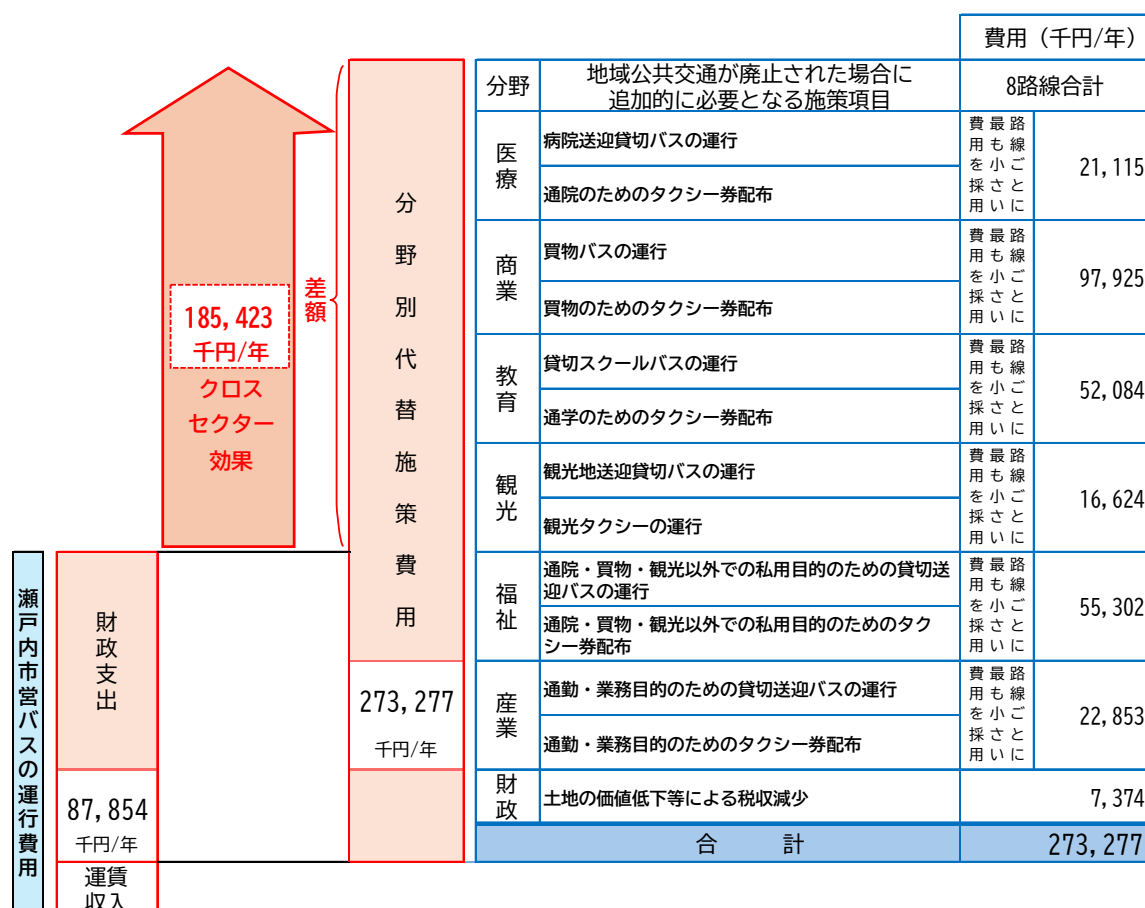 費用（千円/年）
分野
地域公共交通が廃止された場合に
追加的に必要となる施策項目
8路線合計
医療
病院送迎貸切バスの運行
通院のためのタクシー券配布
路線ごとに
最も小さい
費用を採用
21,115
商業
買物バスの運行
買物のためのタクシー券配布
路線ごとに
最も小さい
費用を採用
97,925
教育
貸切スクールバスの運行
通学のためのタクシー券配布
路線ごとに
最も小さい
費用を採用
52,084
観光
観光地送迎貸切バスの運行
観光タクシーの運行
路線ごとに
最も小さい
費用を採用
16,624
福祉
通院・買物・観光以外での私用目的のための貸切送
迎バスの運行
通院・買物・観光以外での私用目的のためのタク
シー券配布
路線ごとに
最も小さい
費用を採用
55,302
産業
通勤・業務目的のための貸切送迎バスの運行
通勤・業務目的のためのタクシー券配布
路線ごとに
最も小さい
費用を採用
22,853
財政
土地の価値低下等による税収減少
7,374
合計
273,277
分野別代替施策費用
273,277
千円/年
差額
185,423
千円/年
クロス
セクター
効果
瀬戸内市営バスの運行費用
財政支出
87,854
千円/年
運賃
収入